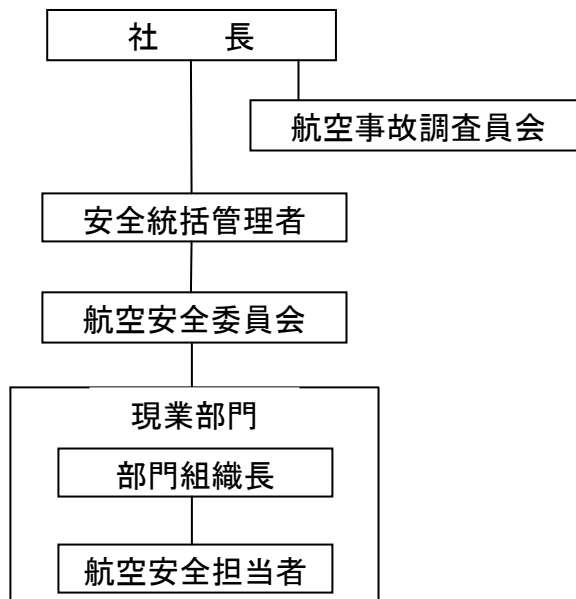 社　　長
航空事故調査員会
安全統括管理者
航空安全委員会
現業部門
部門組織長
航空安全担当者